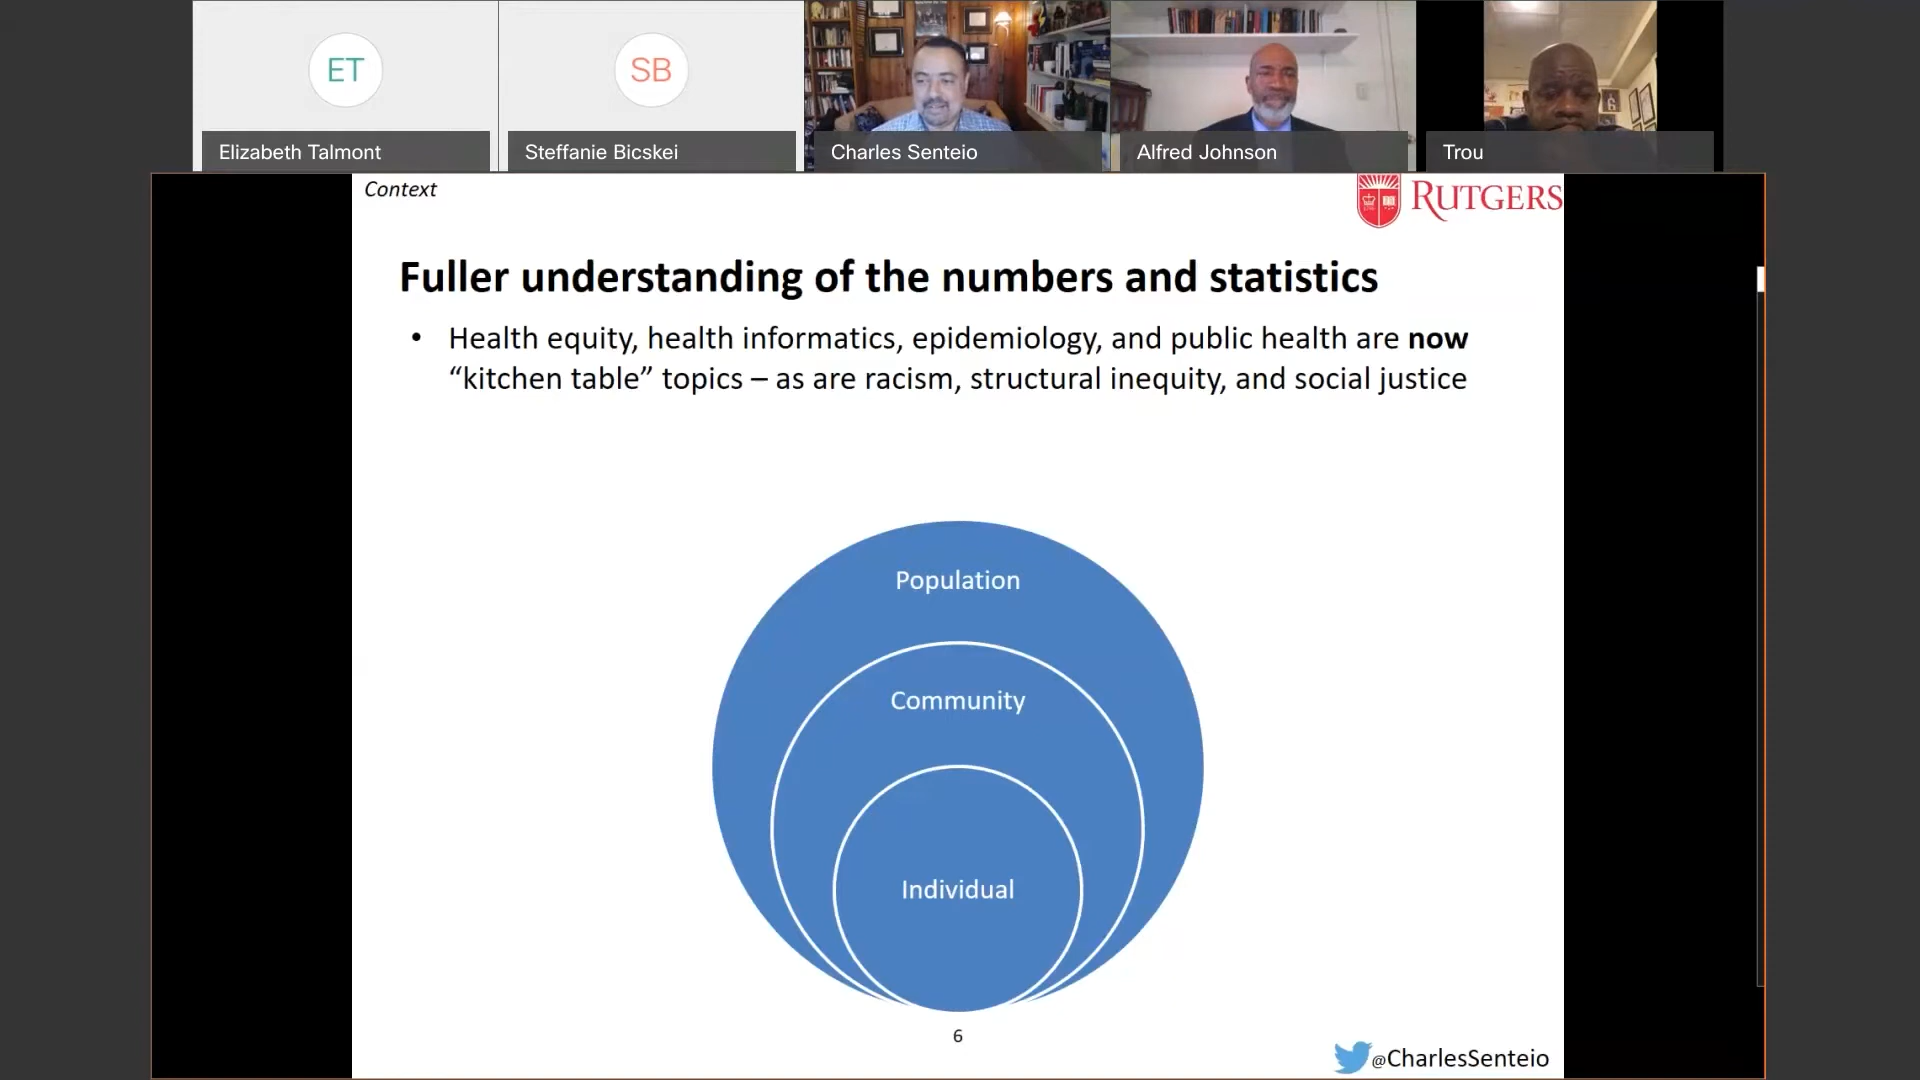 ET
SB
Elizabeth Talmont
Steffanie Bicskei
Charles Senteio
Alfred Johnson
Trou
Context
RUTGERS
Fuller understanding of the numbers and statistics
• Health equity, health informatics, epidemiology, and public health are now
“kitchen table” topics – as are racism, structural inequity, and social justice
Population
Community
Individual
6
@CharlesSenteio